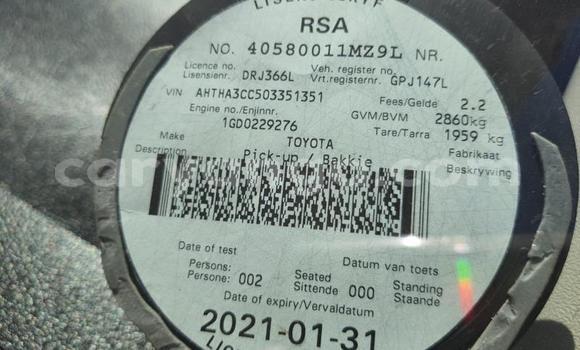 RSA
NO. 40580011MZ9L NR.
Licence no. Veh. register no.
Lisensienr. DRJ366L Vrt.registernr. GPJ147L
VIN AHTHA3CC503351351 Fees/Gelde 2.2
Engine no./Enjinnr. GVM/BVM 2860kg
1GD0229276 Tare/Tarra 1959 kg
Make TOYOTA Fabrikaat
Description Pick-up / Bakkie Beskrywing
Date of test Datum van toets
Persons: Seated Standing
Persone: 002 Sittende 000 Staande
Date of expiry/Vervaldatum
2021-01-31